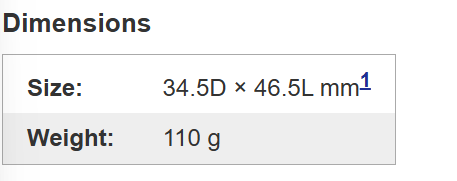 Dimensions
Size: 34.5D × 46.5L mm1
Weight: 110 g